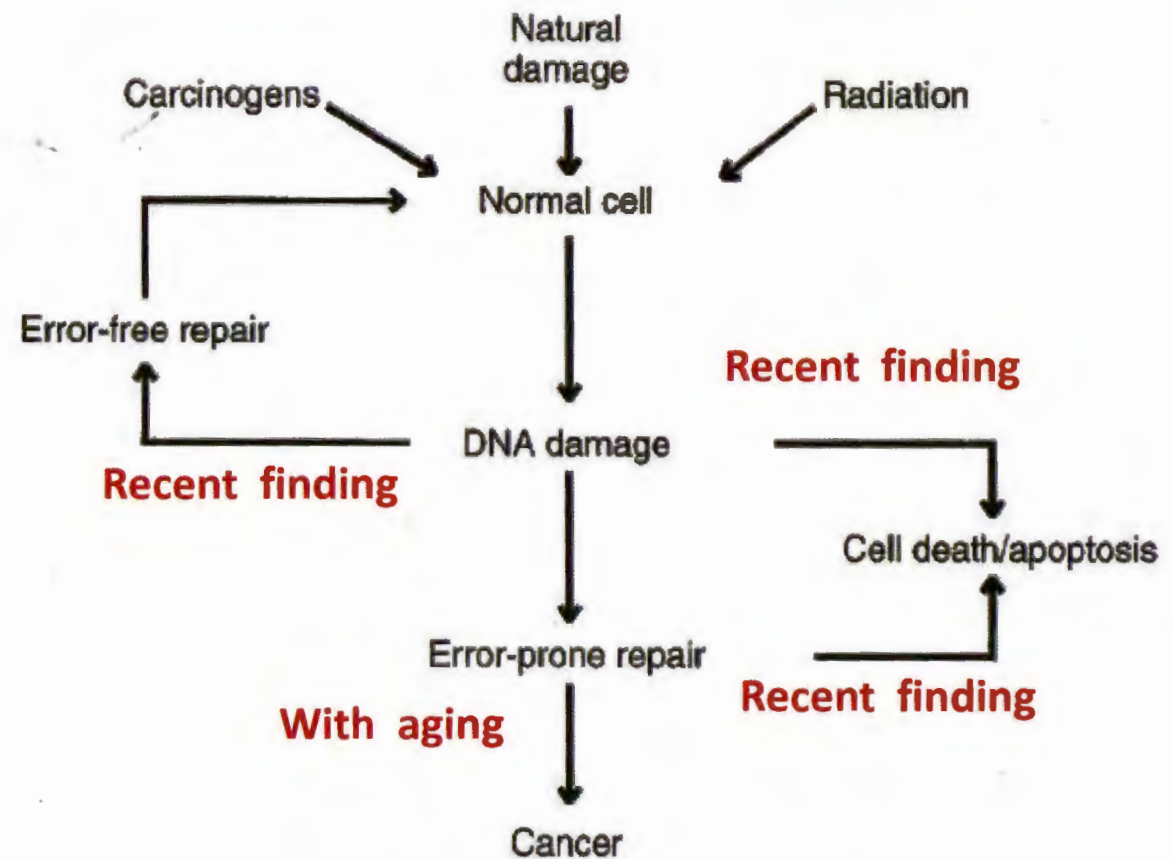 Natural
damage
Carcinogens
Radiation
Normal cell
Error-free repair
Recent finding
DNA damage
Recent finding
Cell death/apoptosis
Error-prone repair
Recent finding
With aging
Cancer